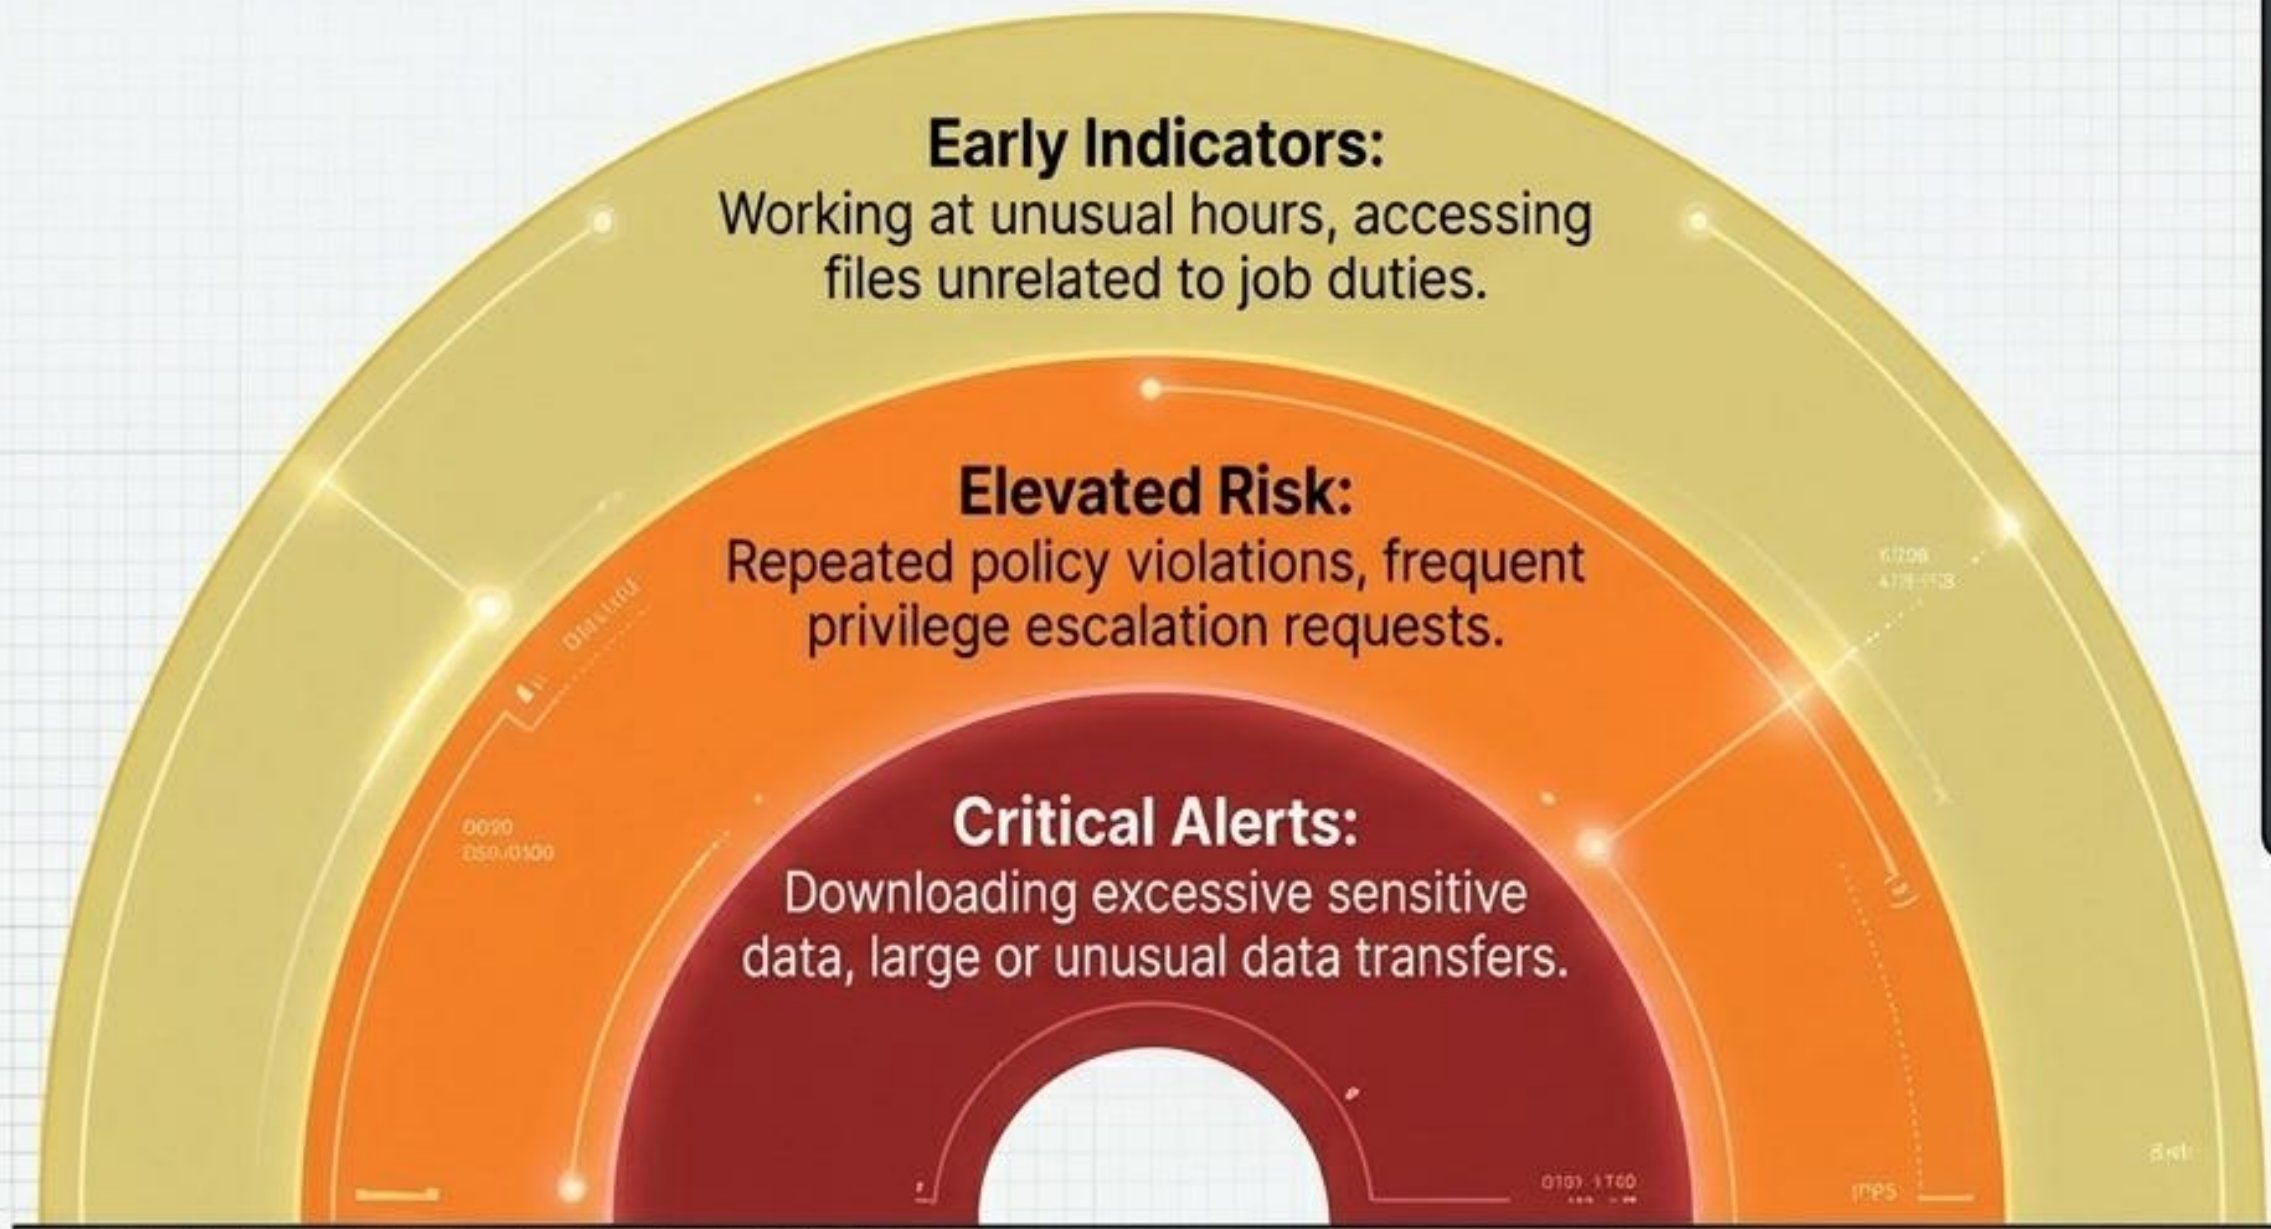 Early Indicators:
Working at unusual hours, accessing
files unrelated to job duties.
Elevated Risk:
Repeated policy violations, frequent
privilege escalation requests.
Critical Alerts:
Downloading excessive sensitive
data, large or unusual data transfers.